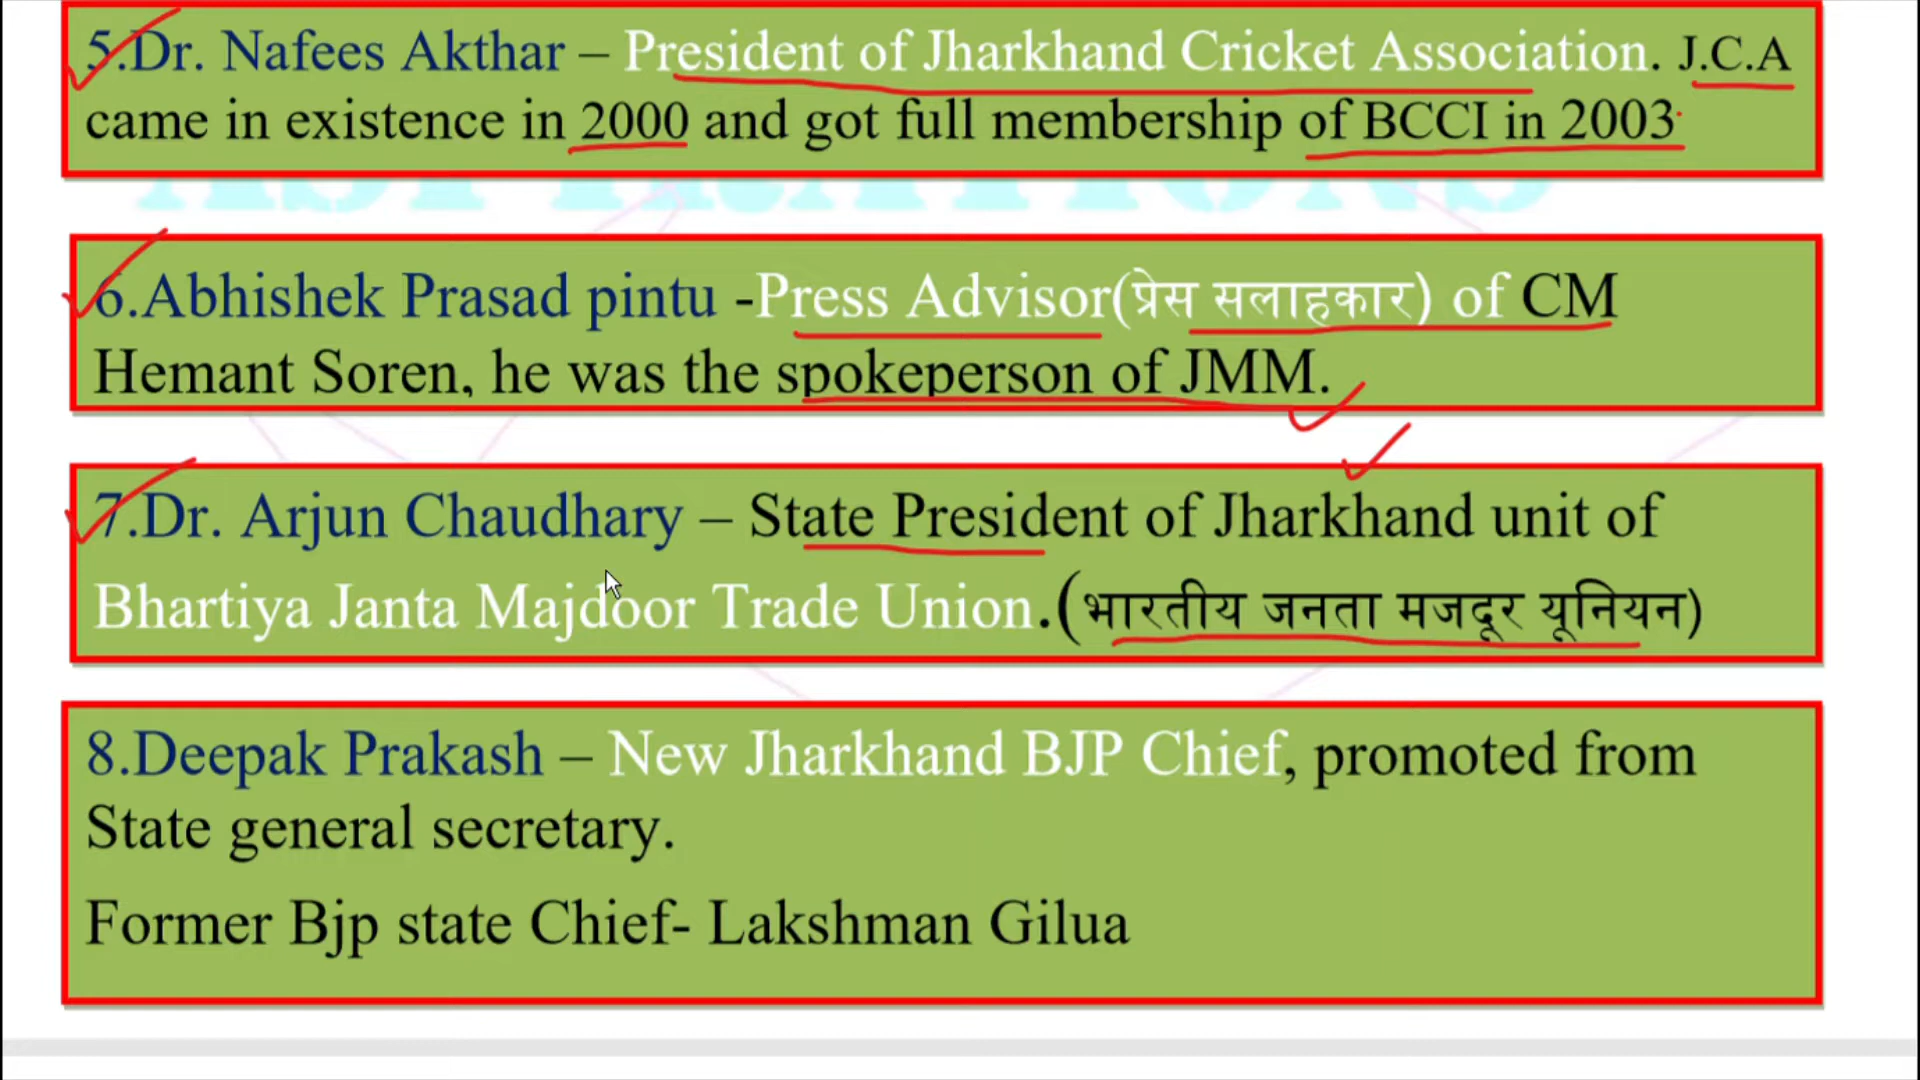 5.Dr. Nafees Akthar – President of Jharkhand Cricket Association. J.C.A
came in existence in 2000 and got full membership of BCCI in 2003
6.Abhishek Prasad pintu -Press Advisor(प्रेस सलाहकार) of CM
Hemant Soren, he was the spokeperson of JMM.
7.Dr. Arjun Chaudhary – State President of Jharkhand unit of
Bhartiya Janta Majdoor Trade Union.(भारतीय जनता मजदूर यूनियन)
8.Deepak Prakash – New Jharkhand BJP Chief, promoted from
State general secretary.
Former Bjp state Chief- Lakshman Gilua